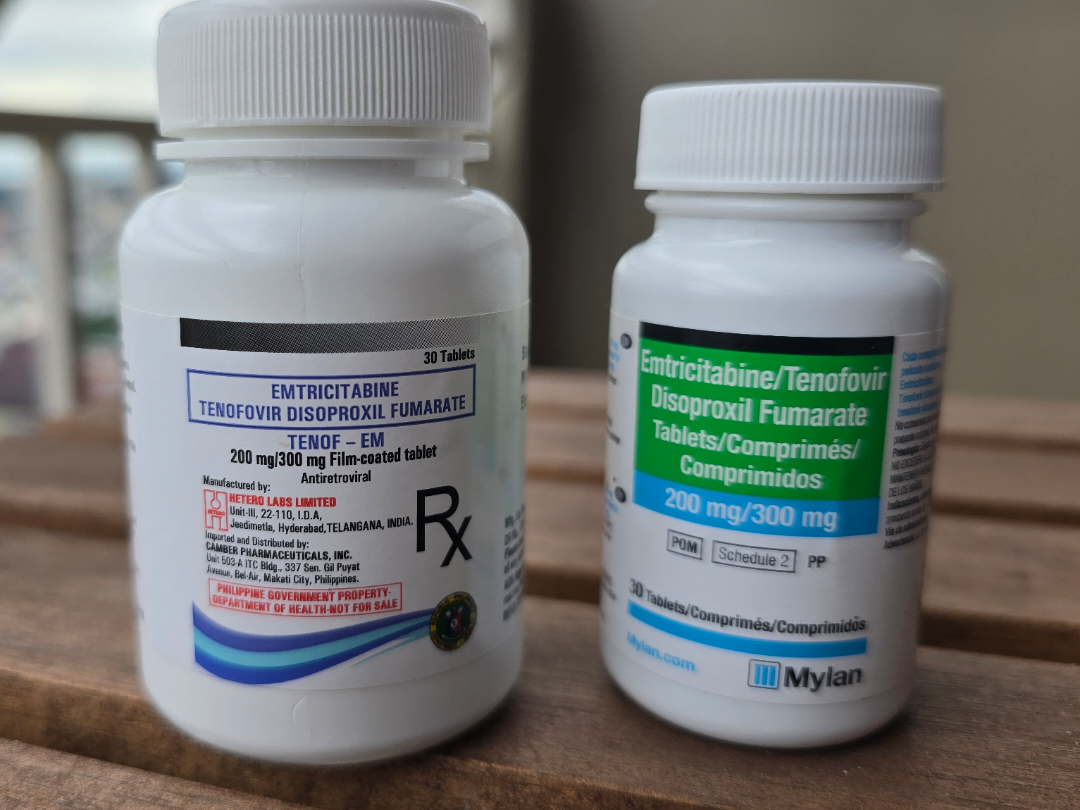 30 Tablets
EMTRICITABINE
TENOFOVIR DISOPROXIL FUMARATE
TENOF – EM
200 mg/300 mg Film-coated tablet
Antiretroviral
Manufactured by:
HETERO
HETERO LABS LIMITED
Unit-III, 22-110, I.D.A,
Jeedimetla, Hyderabad,TELANGANA, INDIA.
Rx
Imported and Distributed by:
CAMBER PHARMACEUTICALS, INC.
Unit 503-A ITC Bldg., 337 Sen. Gil Puyat
Avenue, Bel-Air, Makati City, Philippines.
PHILIPPINE GOVERNMENT PROPERTY-
DEPARTMENT OF HEALTH-NOT FOR SALE
Emtricitabine/Tenofovir
Disoproxil Fumarate
Tablets/Comprimés/
Comprimidos
200 mg/300 mg
POM Schedule 2 PP
30 Tablets/Comprimés/Comprimidos
Mylan.com
Mylan